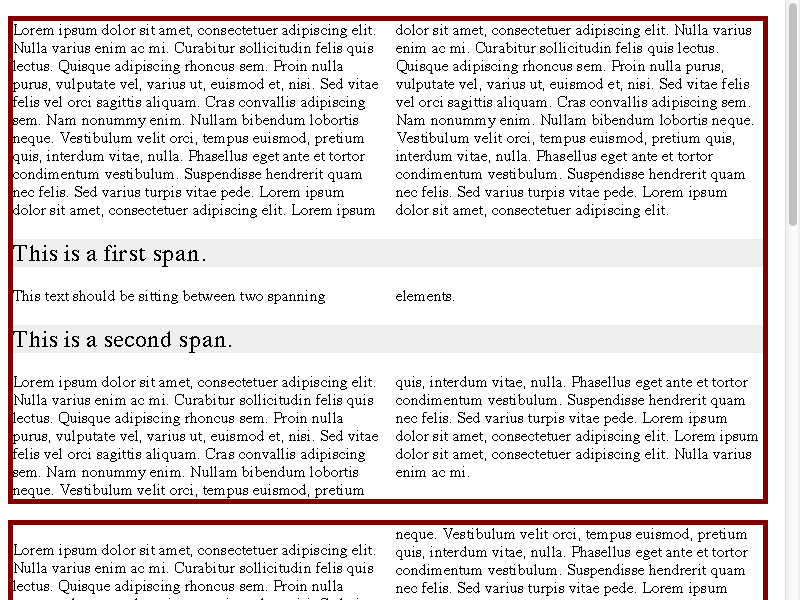 Lorem ipsum dolor sit amet, consectetuer adipiscing elit.
Nulla varius enim ac mi. Curabitur sollicitudin felis quis
lectus. Quisque adipiscing rhoncus sem. Proin nulla
purus, vulputate vel, varius ut, euismod et, nisi. Sed vitae
felis vel orci sagittis aliquam. Cras convallis adipiscing
sem. Nam nonummy enim. Nullam bibendum lobortis
neque. Vestibulum velit orci, tempus euismod, pretium
quis, interdum vitae, nulla. Phasellus eget ante et tortor
condimentum vestibulum. Suspendisse hendrerit quam
nec felis. Sed varius turpis vitae pede. Lorem ipsum
dolor sit amet, consectetuer adipiscing elit. Lorem ipsum
dolor sit amet, consectetuer adipiscing elit. Nulla varius
enim ac mi. Curabitur sollicitudin felis quis lectus.
Quisque adipiscing rhoncus sem. Proin nulla purus,
vulputate vel, varius ut, euismod et, nisi. Sed vitae felis
vel orci sagittis aliquam. Cras convallis adipiscing sem.
Nam nonummy enim. Nullam bibendum lobortis neque.
Vestibulum velit orci, tempus euismod, pretium quis,
interdum vitae, nulla. Phasellus eget ante et tortor
condimentum vestibulum. Suspendisse hendrerit quam
nec felis. Sed varius turpis vitae pede. Lorem ipsum
dolor sit amet, consectetuer adipiscing elit.
This is a first span.
This text should be sitting between two spanning
elements.
This is a second span.
Lorem ipsum dolor sit amet, consectetuer adipiscing elit.
Nulla varius enim ac mi. Curabitur sollicitudin felis quis
lectus. Quisque adipiscing rhoncus sem. Proin nulla
purus, vulputate vel, varius ut, euismod et, nisi. Sed vitae
felis vel orci sagittis aliquam. Cras convallis adipiscing
sem. Nam nonummy enim. Nullam bibendum lobortis
neque. Vestibulum velit orci, tempus euismod, pretium
quis, interdum vitae, nulla. Phasellus eget ante et tortor
condimentum vestibulum. Suspendisse hendrerit quam
nec felis. Sed varius turpis vitae pede. Lorem ipsum
dolor sit amet, consectetuer adipiscing elit. Lorem ipsum
dolor sit amet, consectetuer adipiscing elit. Nulla varius
enim ac mi.
Lorem ipsum dolor sit amet, consectetuer adipiscing elit.
Nulla varius enim ac mi. Curabitur sollicitudin felis quis
lectus. Quisque adipiscing rhoncus sem. Proin nulla
neque. Vestibulum velit orci, tempus euismod, pretium
quis, interdum vitae, nulla. Phasellus eget ante et tortor
condimentum vestibulum. Suspendisse hendrerit quam
nec felis. Sed varius turpis vitae pede. Lorem ipsum